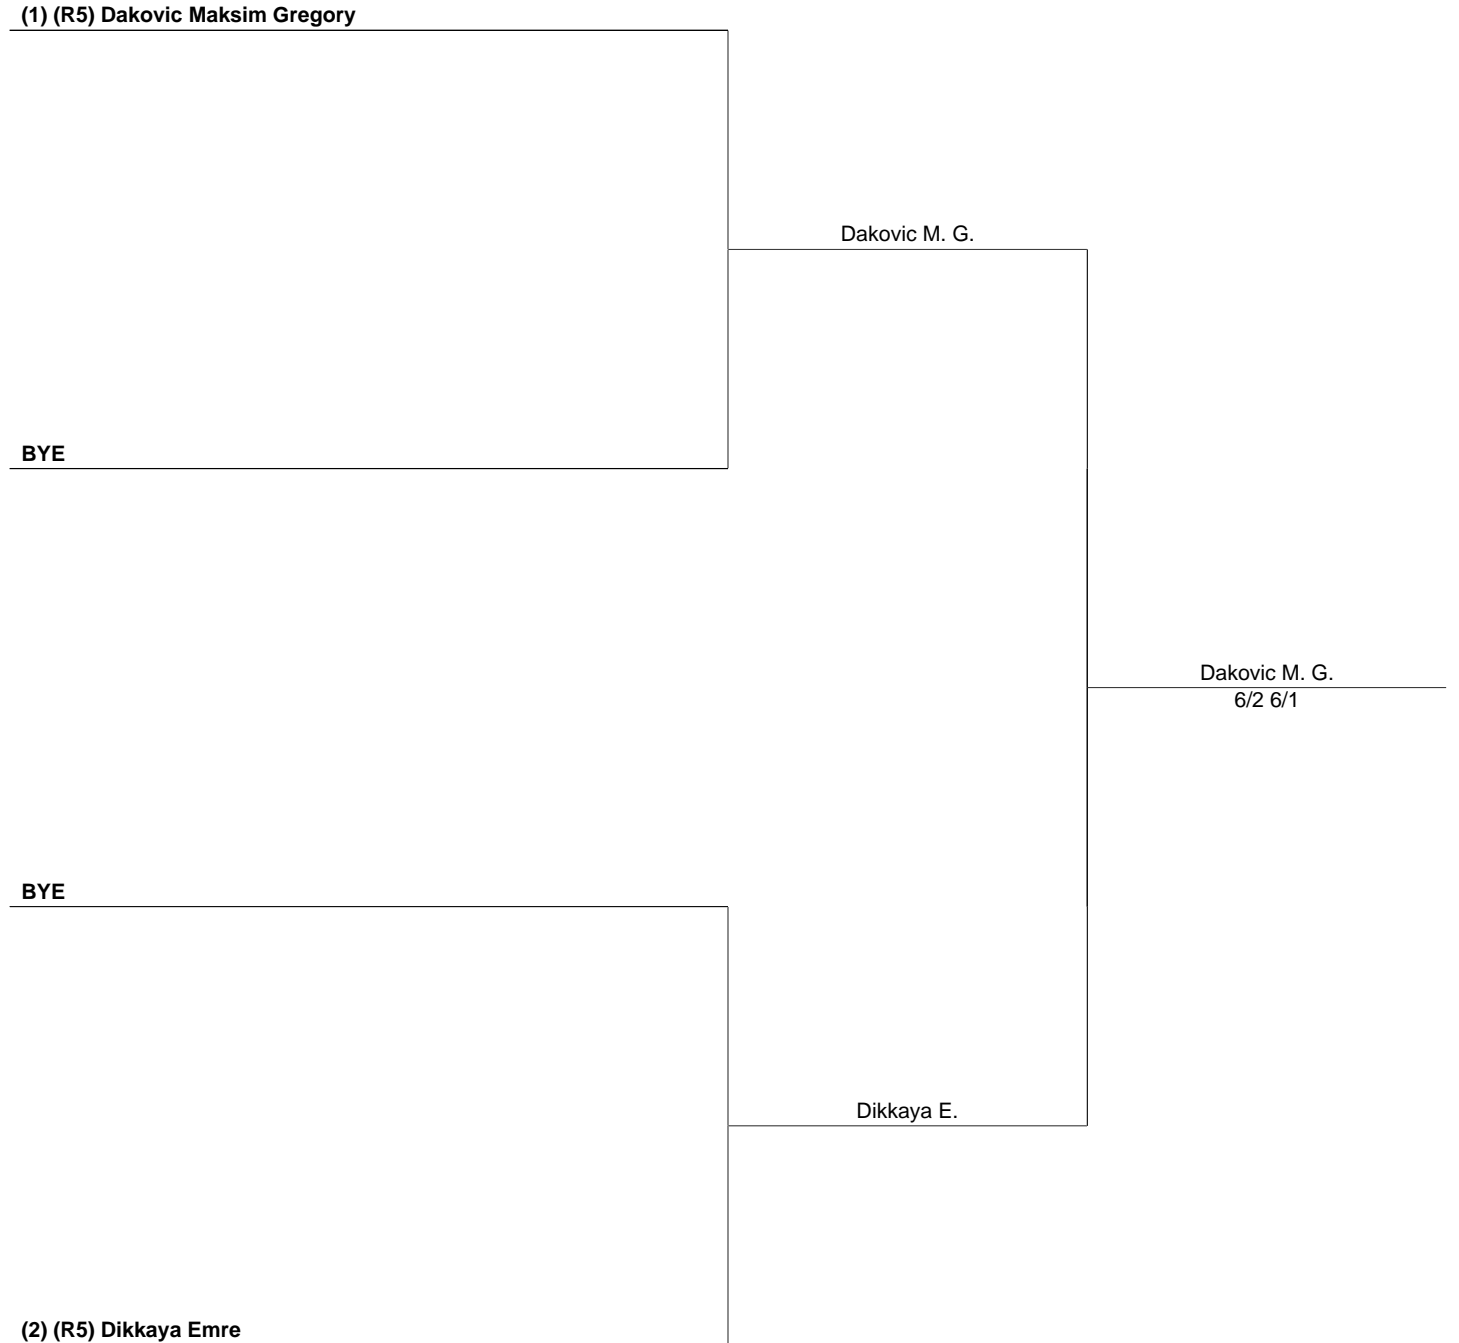 (1) (R5) Dakovic Maksim Gregory
Dakovic M. G.
BYE
Dakovic M. G.
6/2 6/1
BYE
Dikkaya E.
(2) (R5) Dikkaya Emre